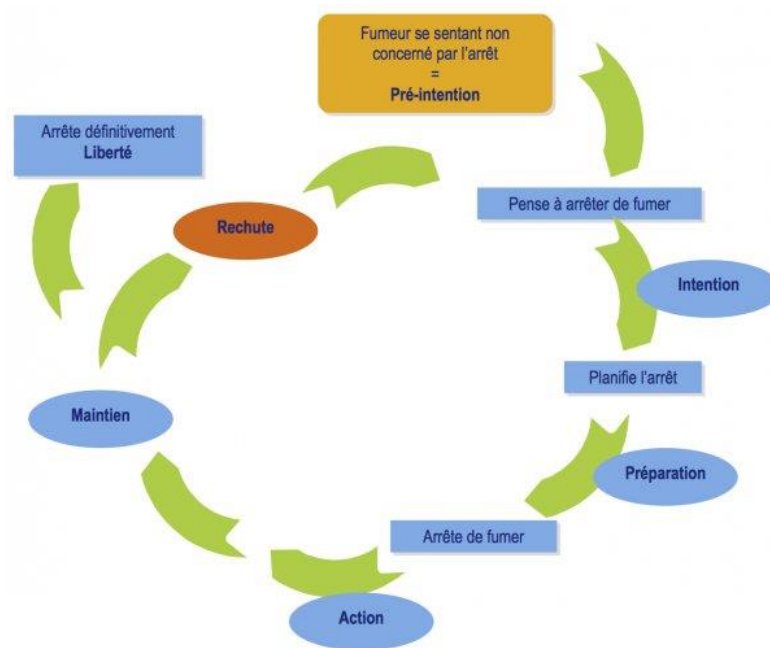 Fumeur se sentant non
concerné par l'arrêt
=
Pré-intention
Arrête définitivement
Liberté
Rechute
Pense à arrêter de fumer
Intention
Planifie l'arrêt
Maintien
Préparation
Arrête de fumer
Action